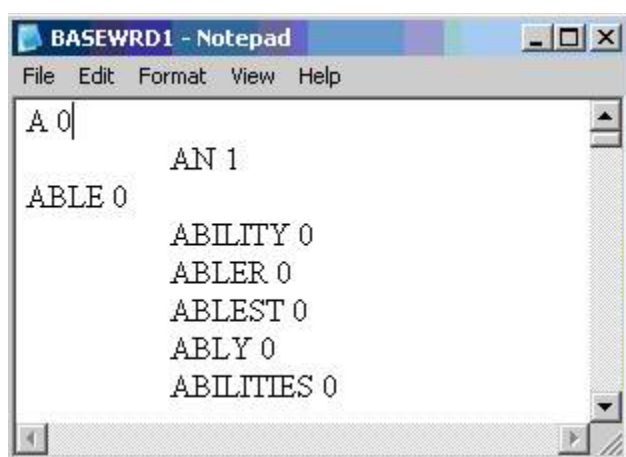 BASEWRD1 - Notepad
File Edit Format View Help
A 0
AN 1
ABLE 0
ABILITY 0
ABLER 0
ABLEST 0
ABLY 0
ABILITIES 0